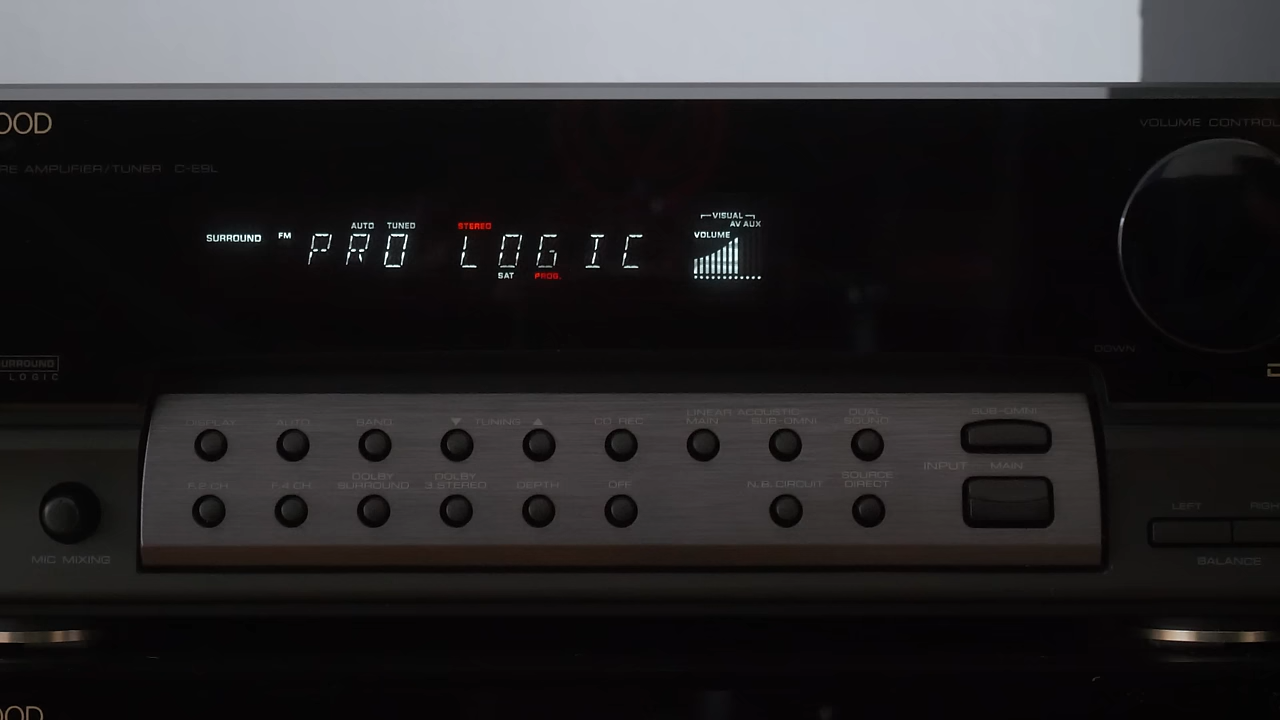 OOD
VOLUME CONTROL
RE AMPLIFIER/TUNER C-E9L
VISUAL
AV AUX
AUTO TUNED STEREO
VOLUME
SURROUND FM PRO LOGIC
SAT PROG.
DOWN
SURROUND
LOGIC
DISPLAY AUTO BAND ▼ TUNING ▲ CD REC LINEAR ACOUSTIC DUAL SUB-OMNI
MAIN SUB-OMNI SOUND
INPUT MAIN
F.2 CH F.4 CH DOLBY SURROUND DOLBY 3 STEREO DEPTH OFF N.B. CIRCUIT SOURCE DIRECT
LEFT
MIC MIXING
BALANCE
OOD